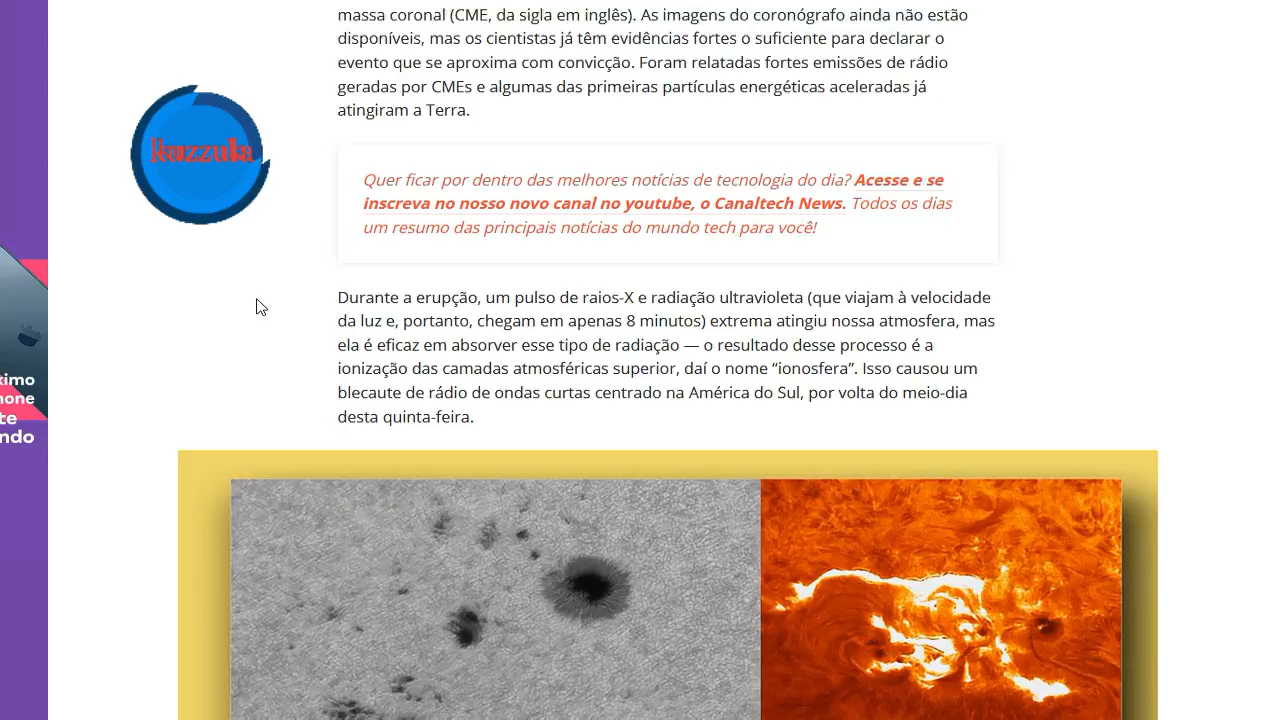 massa coronal (CME, da sigla em inglês). As imagens do coronógrafo ainda não estão
disponíveis, mas os cientistas já têm evidências fortes o suficiente para declarar o
evento que se aproxima com convicção. Foram relatadas fortes emissões de rádio
geradas por CMEs e algumas das primeiras partículas energéticas aceleradas já
atingiram a Terra.
Quer ficar por dentro das melhores notícias de tecnologia do dia? Acesse e se
inscreva no nosso novo canal no youtube, o Canaltech News. Todos os dias
um resumo das principais notícias do mundo tech para você!
Durante a erupção, um pulso de raios-X e radiação ultravioleta (que viajam à velocidade
da luz e, portanto, chegam em apenas 8 minutos) extrema atingiu nossa atmosfera, mas
ela é eficaz em absorver esse tipo de radiação — o resultado desse processo é a
ionização das camadas atmosféricas superior, daí o nome “ionosfera”. Isso causou um
blecaute de rádio de ondas curtas centrado na América do Sul, por volta do meio-dia
desta quinta-feira.